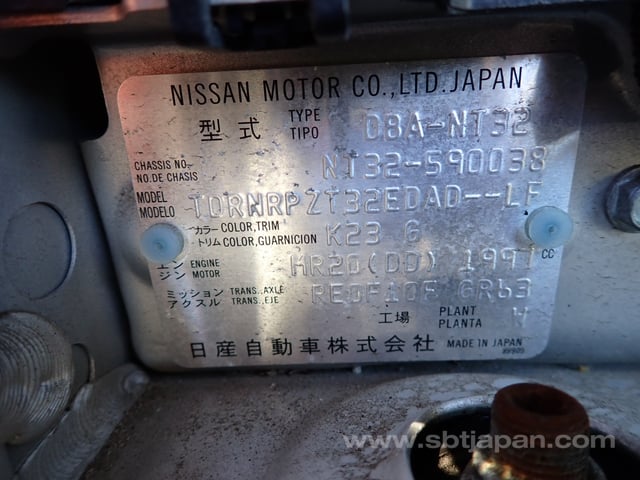 NISSAN MOTOR CO.,LTD.JAPAN
型式 TYPE TIPO DBA-NT32
CHASSIS NO. NO.DE CHASIS NT32-590038
MODEL MODELO TDRNRPZT32EDAD--LF
カラー COLOR,TRIM トリム COLOR,GUARNICION K23 G
エンジン ENGINE MOTOR MR20(DD) 1997 CC
ミッション TRANS.,AXLE アクスル TRANS.,EJE RE0F10F GR63
工場 PLANT PLANTA W
日産自動車株式会社 MADE IN JAPAN
www.sbtjapan.com